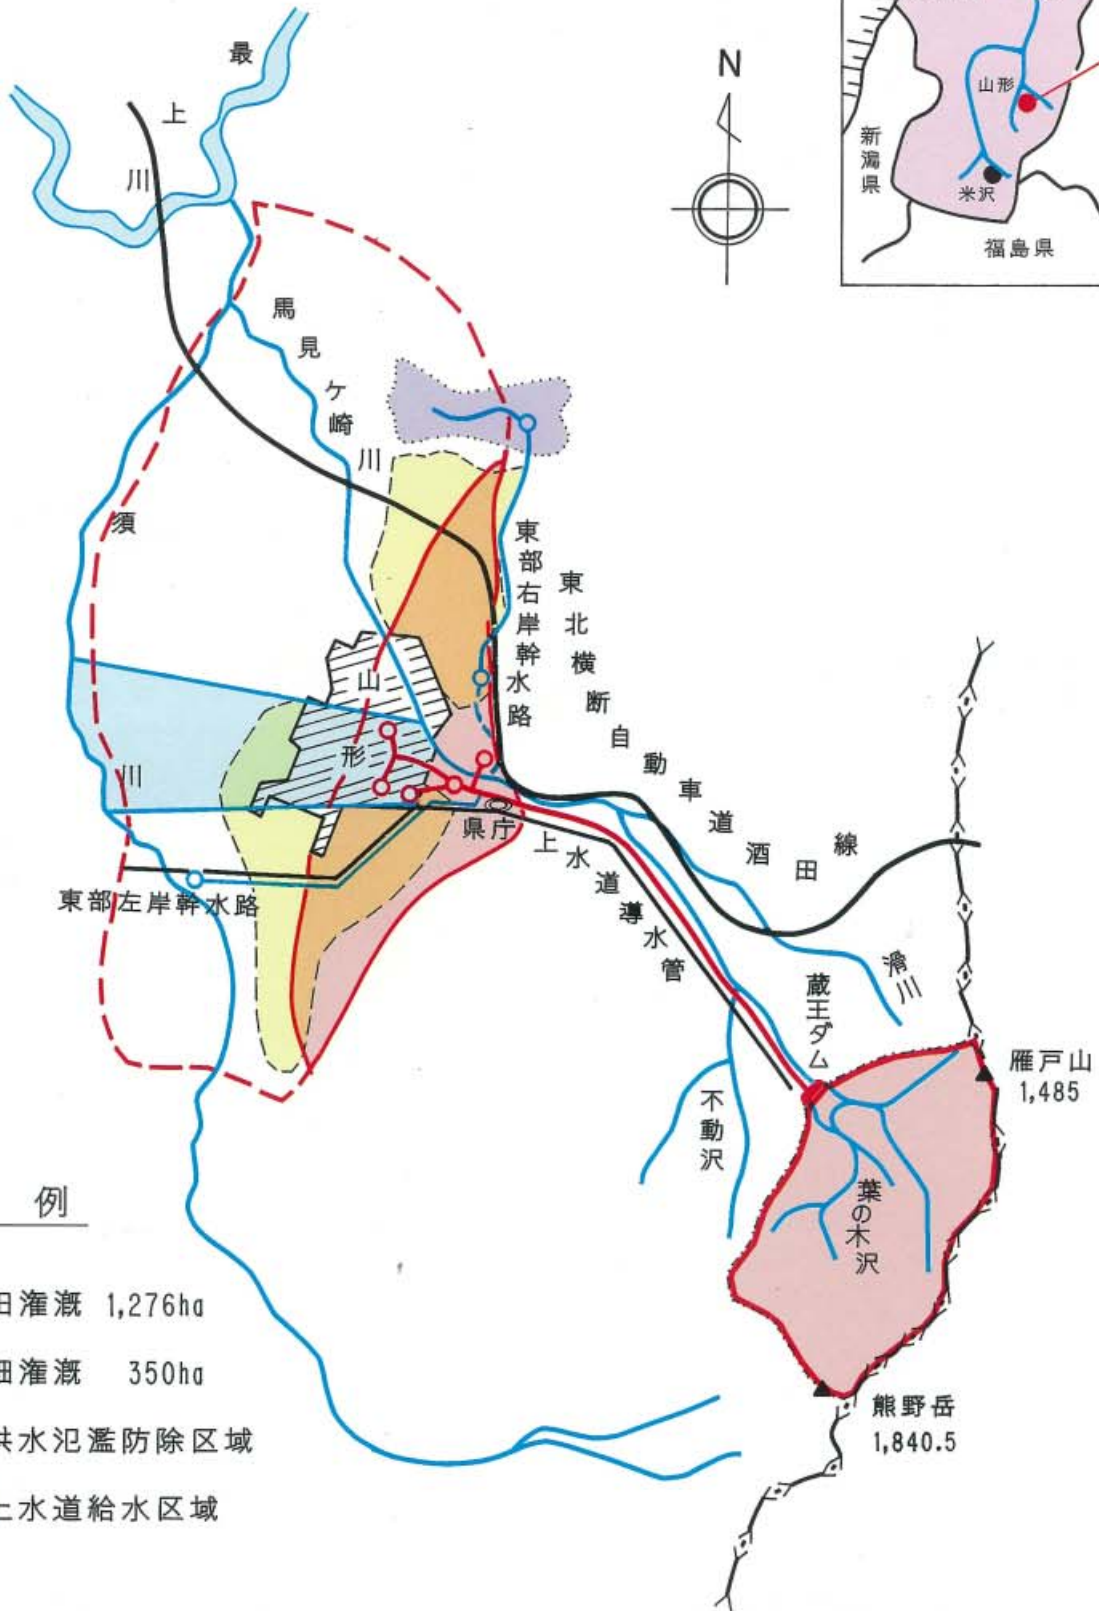 最上川
N
山形
新潟県
米沢
福島県
馬見ケ崎川
須川
東部右岸幹水路
東北横断自動車道酒田線
山形
県庁
上水道導水管
東部左岸幹水路
滑川
蔵王ダム
雁戸山
1,485
不動沢
葉の木沢
熊野岳
1,840.5
例
田灌漑 1,276ha
畑灌漑 350ha
洪水氾濫防除区域
上水道給水区域